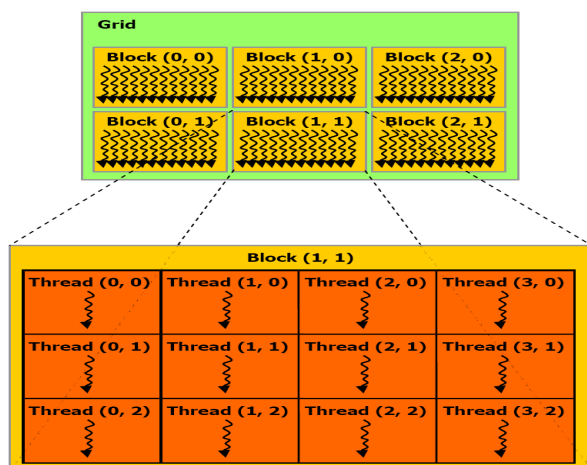 Grid
Block (0, 0) Block (1, 0) Block (2, 0)
Block (0, 1) Block (1, 1) Block (2, 1)
Block (1, 1)
Thread (0, 0) Thread (1, 0) Thread (2, 0) Thread (3, 0)
Thread (0, 1) Thread (1, 1) Thread (2, 1) Thread (3, 1)
Thread (0, 2) Thread (1, 2) Thread (2, 2) Thread (3, 2)